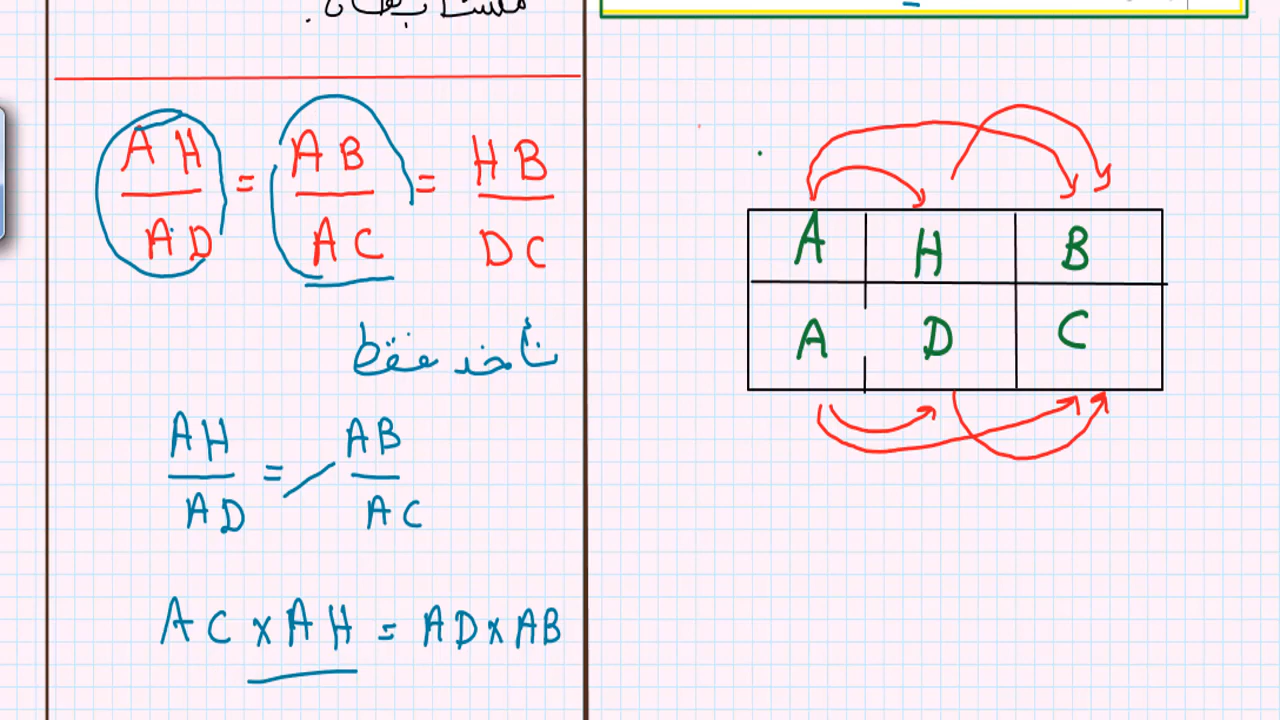 AH/AD = AB/AC = HB/DC
نأخذ فقط
AH/AD = AB/AC
AC × AH = AD × AB
A H B
A D C